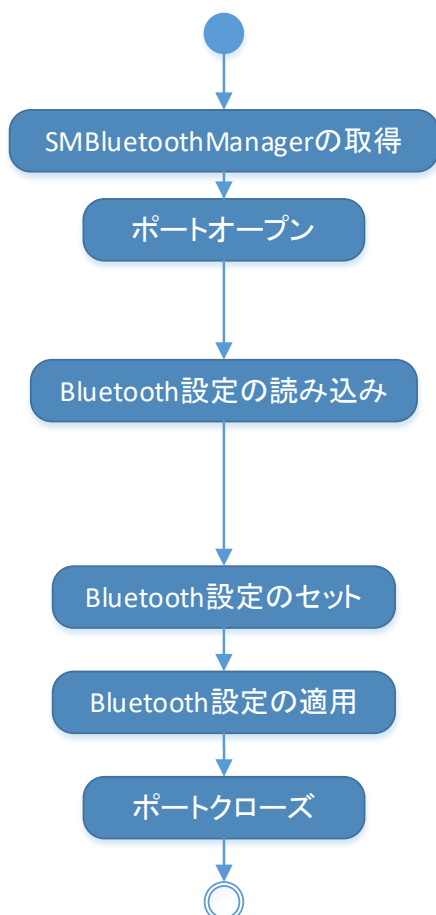 SMBluetoothManagerの取得
ポートオープン
Bluetooth設定の読み込み
Bluetooth設定のセット
Bluetooth設定の適用
ポートクローズ